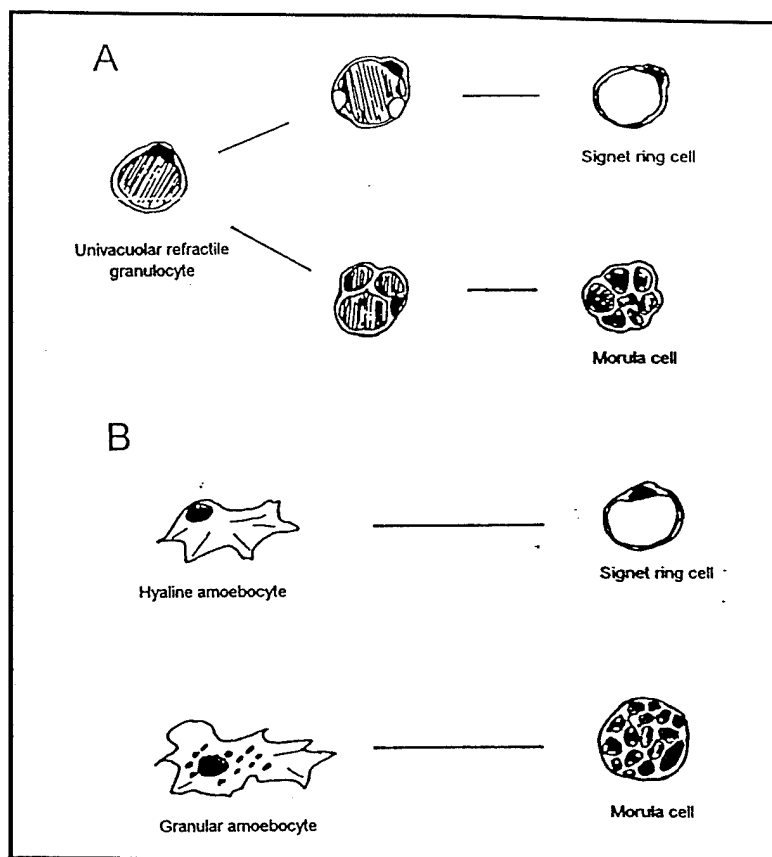 A
Signet ring cell
Univacuolar refractile
granulocyte
Morula cell
B
Hyaline amoebocyte
Signet ring cell
Granular amoebocyte
Morula cell